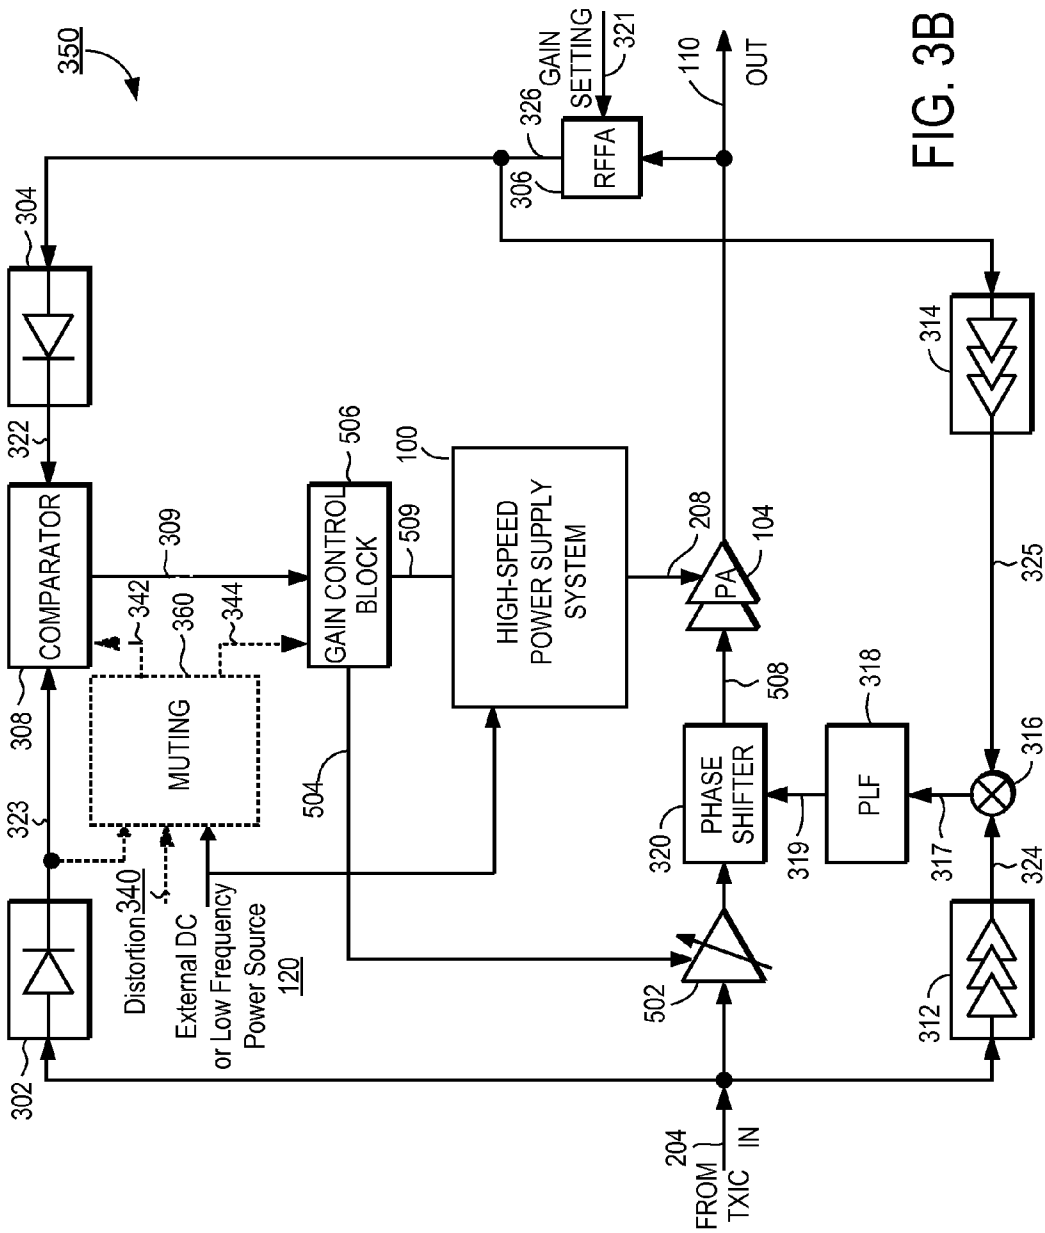 350
302
323
308
COMPARATOR
322
304
Distortion 340
External DC
or Low Frequency
Power Source
120
MUTING
342
360
344
309
504
GAIN CONTROL
BLOCK
506
509
HIGH-SPEED
POWER SUPPLY
SYSTEM
100
306
326
RFFA
GAIN
SETTING
321
FROM
TXIC
204
IN
502
320
PHASE
SHIFTER
508
PA
208
104
110
OUT
319
PLF
318
317
312
324
316
325
314
FIG. 3B